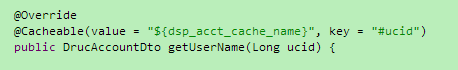 @Override
@Cacheable(value = "${dsp_acct_cache_name}", key = "#ucid")
public DrucAccountDto getUserName(Long ucid) {